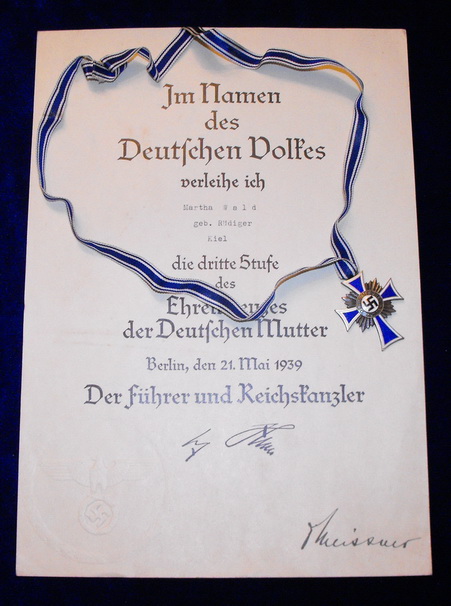 Im Namen
des
Deutschen Volkes
verleihe ich
Martha Wald
geb. Rüdiger
Kiel
die dritte Stufe
des
der Deutschen Mutter
Berlin, den 21. Mai 1939
Der Führer und Reichskanzler
Meissner